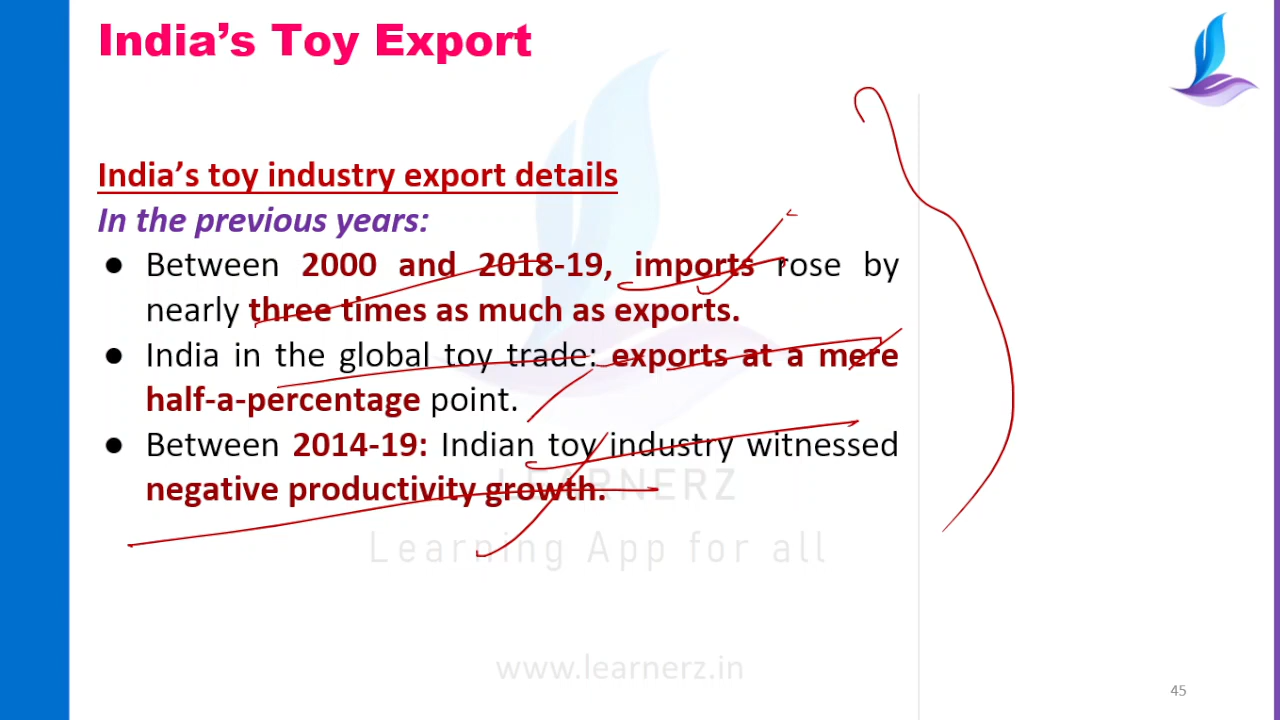 India’s Toy Export
India’s toy industry export details
In the previous years:
● Between 2000 and 2018-19, imports rose by
nearly three times as much as exports.
● India in the global toy trade: exports at a mere
half-a-percentage point.
● Between 2014-19: Indian toy industry witnessed
negative productivity growth.
LEARNERZ
Learning App for all
www.learnerz.in
45